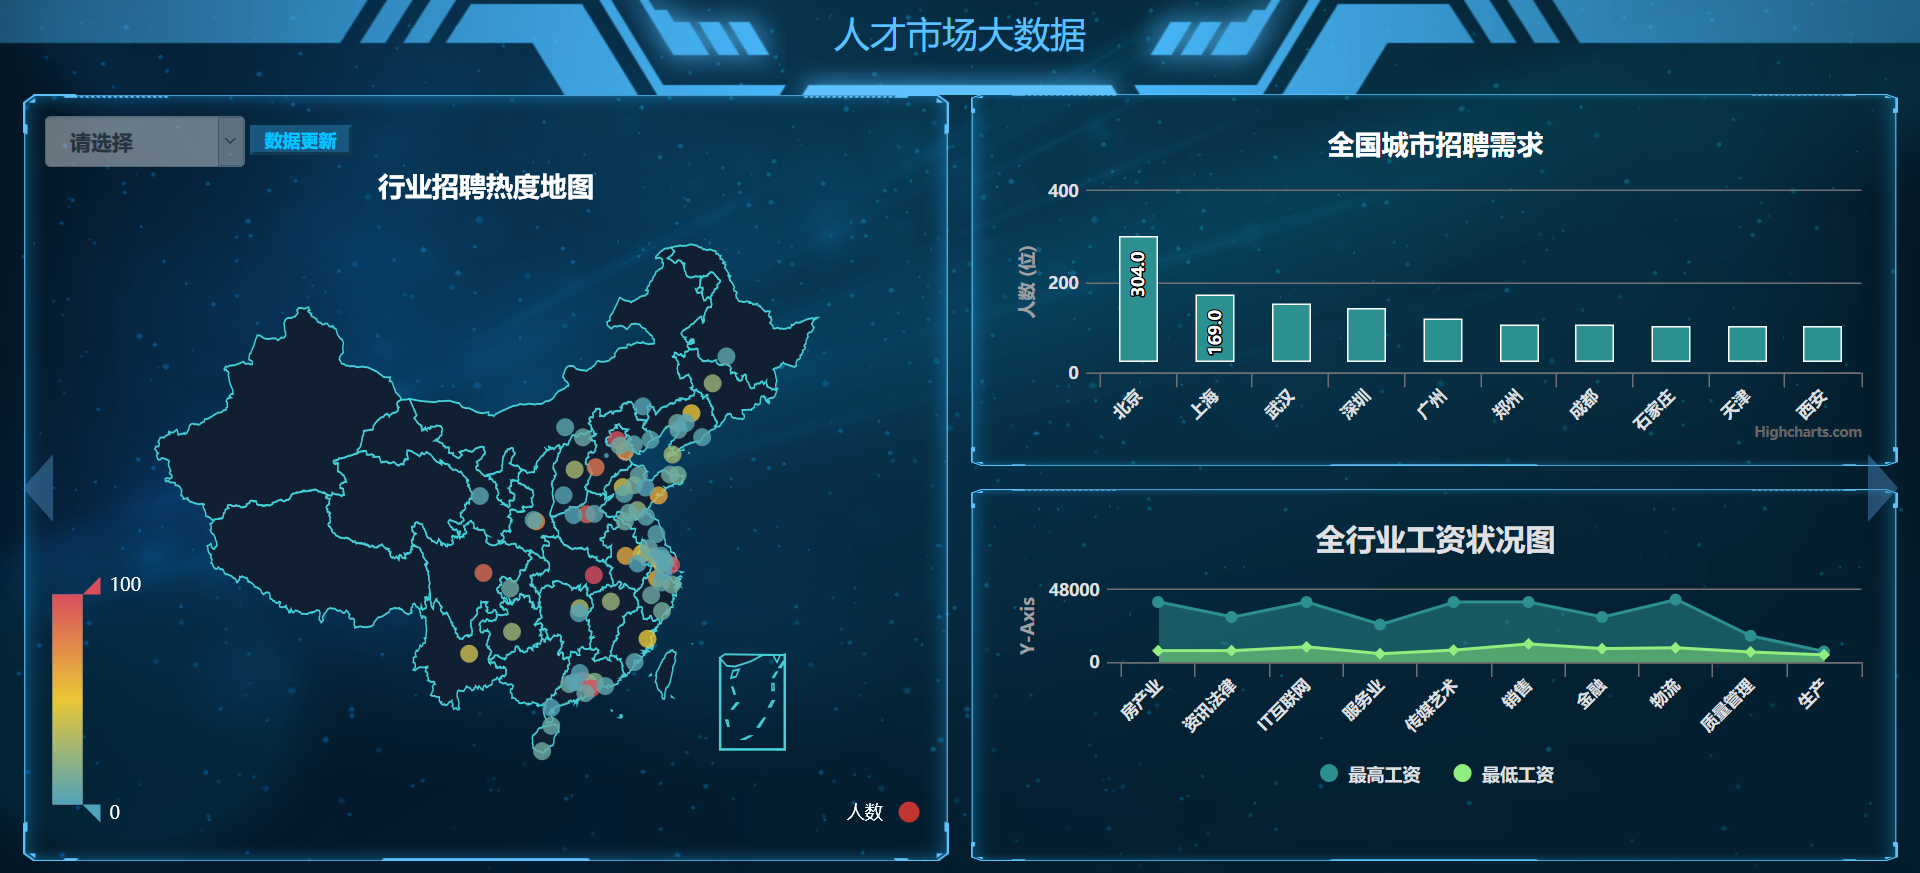 人才市场大数据
请选择
数据更新
行业招聘热度地图
100
0
人数
全国城市招聘需求
人数 (位)
400
200
0
304.0
169.0
北京
上海
武汉
深圳
广州
郑州
成都
石家庄
天津
西安
Highcharts.com
全行业工资状况图
Y-Axis
48000
0
房产业
资讯法律
IT互联网
服务业
传媒艺术
销售
金融
物流
质量管理
生产
最高工资
最低工资